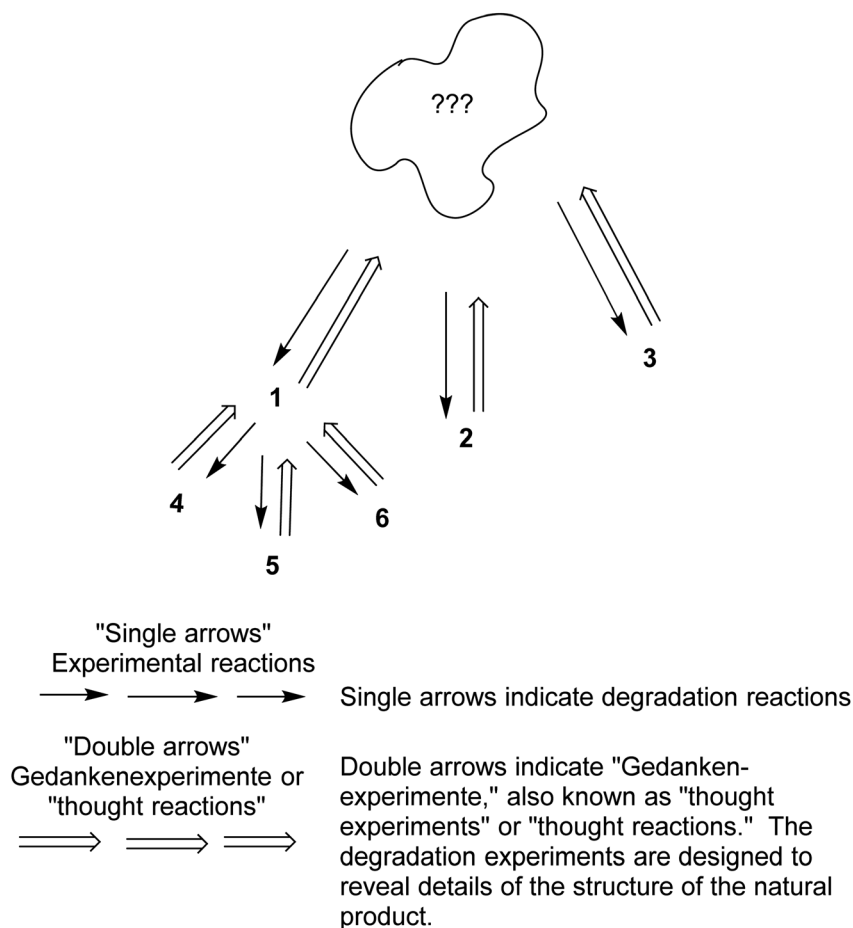 ???
1
2
3
4
5
6
"Single arrows"
Experimental reactions
Single arrows indicate degradation reactions
"Double arrows"
Gedankenexperimente or
"thought reactions"
Double arrows indicate "Gedanken-
experimente," also known as "thought
experiments" or "thought reactions."  The
degradation experiments are designed to
reveal details of the structure of the natural
product.